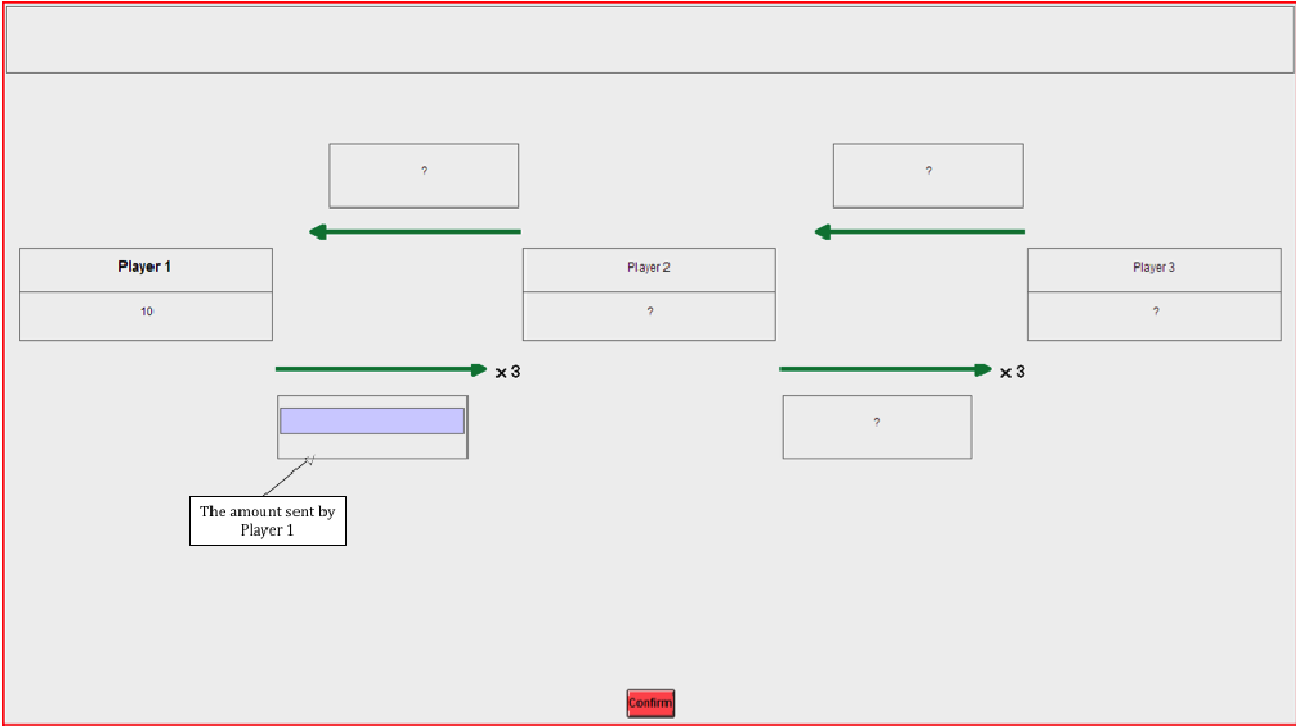 ?
?
Player 1
Player 2
Player 3
10
?
?
x 3
x 3
?
The amount sent by
Player 1
Confirm